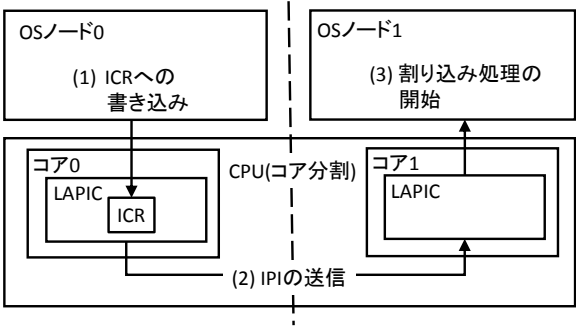 OSノード0
(1) ICRへの
書き込み
OSノード1
(3) 割り込み処理の
開始
コア0
LAPIC
ICR
CPU(コア分割)
コア1
LAPIC
(2) IPIの送信